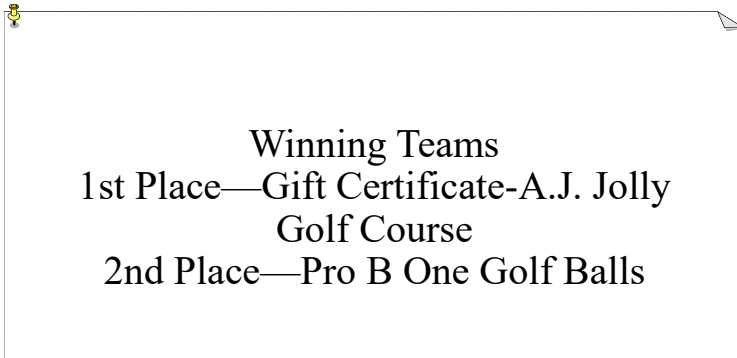 Winning Teams
1st Place—Gift Certificate-A.J. Jolly
Golf Course
2nd Place—Pro B One Golf Balls